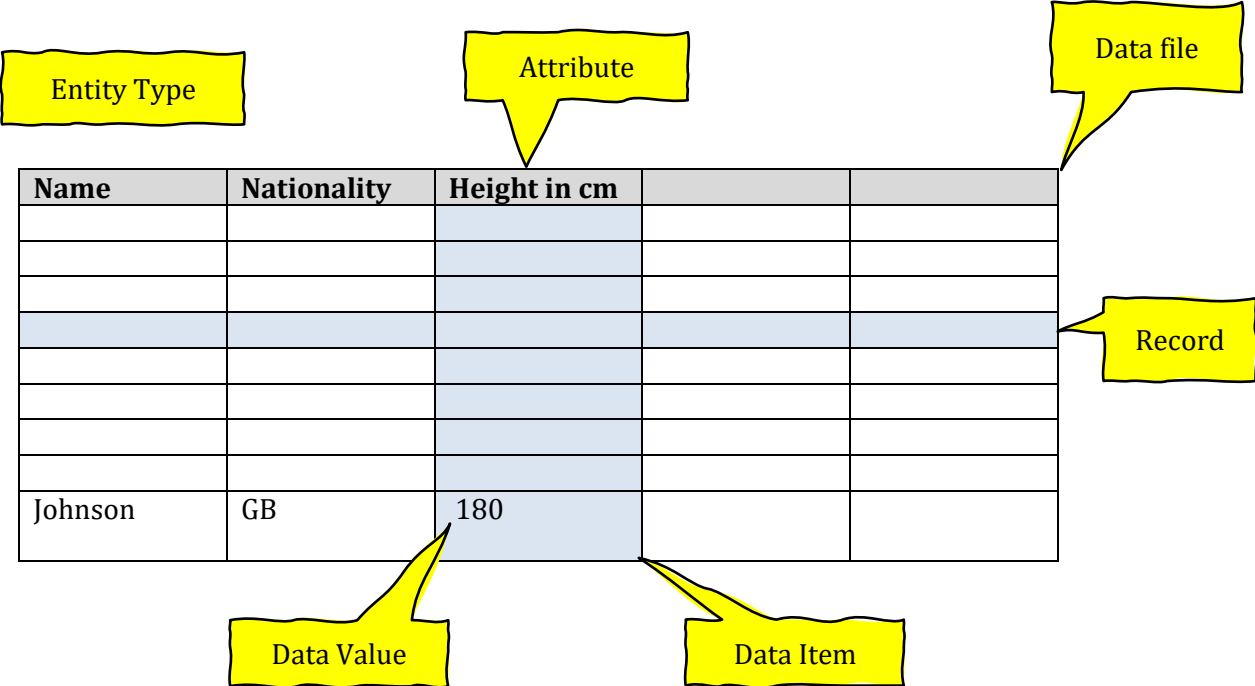 Data file
Attribute
Entity Type
Name Nationality Height in cm
Record
Johnson GB 180
Data Value Data Item